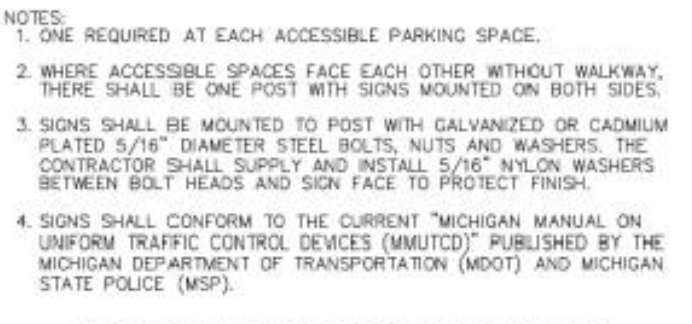 NOTES:
1. ONE REQUIRED AT EACH ACCESSIBLE PARKING SPACE.
2. WHERE ACCESSIBLE SPACES FACE EACH OTHER WITHOUT WALKWAY,
THERE SHALL BE ONE POST WITH SIGNS MOUNTED ON BOTH SIDES.
3. SIGNS SHALL BE MOUNTED TO POST WITH GALVANIZED OR CADMIUM
PLATED 5/16" DIAMETER STEEL BOLTS, NUTS AND WASHERS. THE
CONTRACTOR SHALL SUPPLY AND INSTALL 5/16" NYLON WASHERS
BETWEEN BOLT HEADS AND SIGN FACE TO PROTECT FINISH.
4. SIGNS SHALL CONFORM TO THE CURRENT "MICHIGAN MANUAL ON
UNIFORM TRAFFIC CONTROL DEVICES (MMUTCD)" PUBLISHED BY THE
MICHIGAN DEPARTMENT OF TRANSPORTATION (MDOT) AND MICHIGAN
STATE POLICE (MSP).